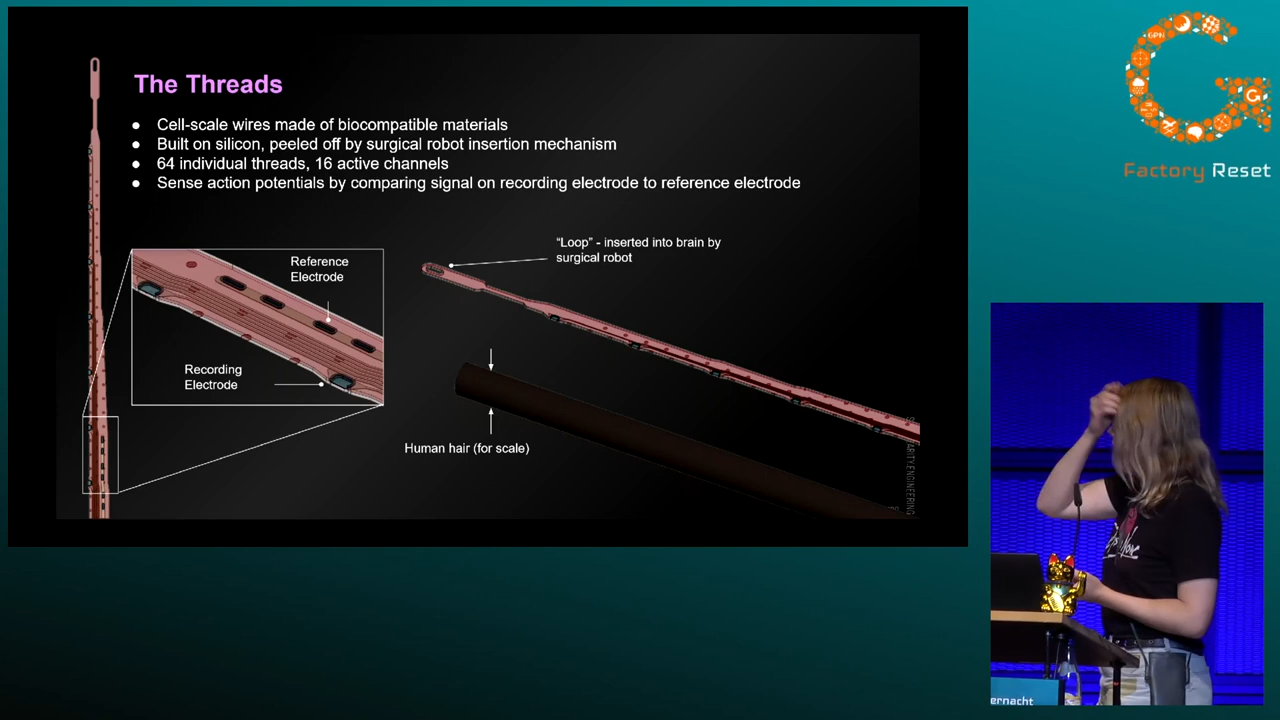 The Threads
● Cell-scale wires made of biocompatible materials
● Built on silicon, peeled off by surgical robot insertion mechanism
● 64 individual threads, 16 active channels
● Sense action potentials by comparing signal on recording electrode to reference electrode
Reference
Electrode
Recording
Electrode
“Loop” - inserted into brain by
surgical robot
Human hair (for scale)
GPN
Factory Reset
ernacht